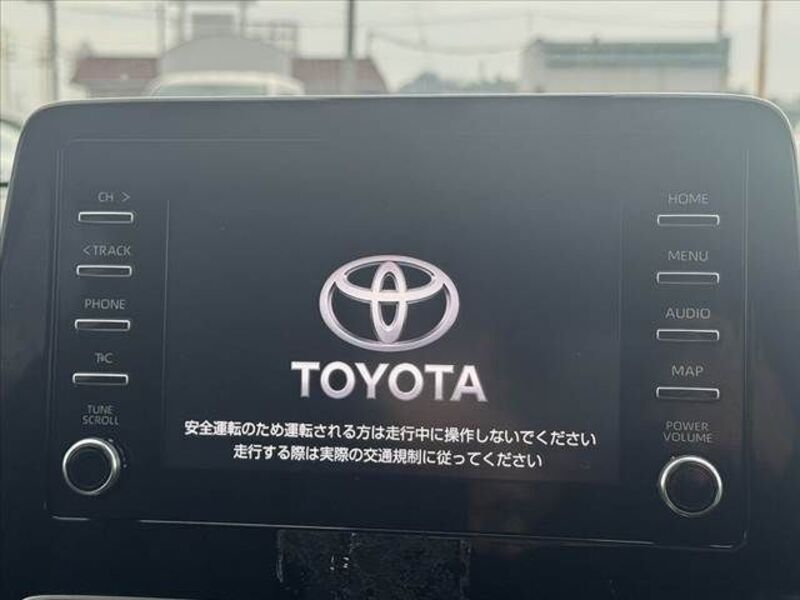 CH >
< TRACK
PHONE
T&C
TUNE
SCROLL
TOYOTA
安全運転のため運転される方は走行中に操作しないでください
走行する際は実際の交通規制に従ってください
HOME
MENU
AUDIO
MAP
POWER
VOLUME